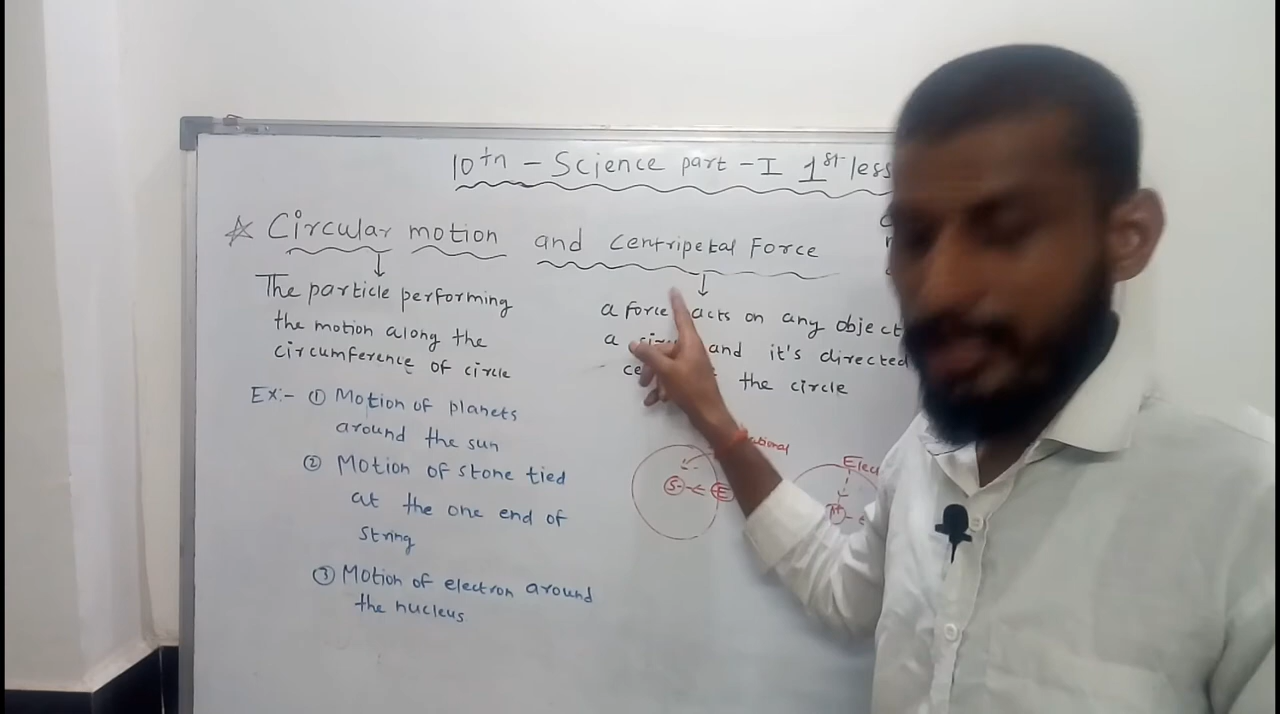 10th - Science part - I 1st less
☆ Circular motion and Centripetal Force
↓
The particle performing
the motion along the
circumference of circle
Ex:- ① Motion of planets
around the sun
② Motion of stone tied
at the one end of
string
③ Motion of electron around
the nucleus
↓
a force acts on any object
a and it's directed
the circle
S E
Elec